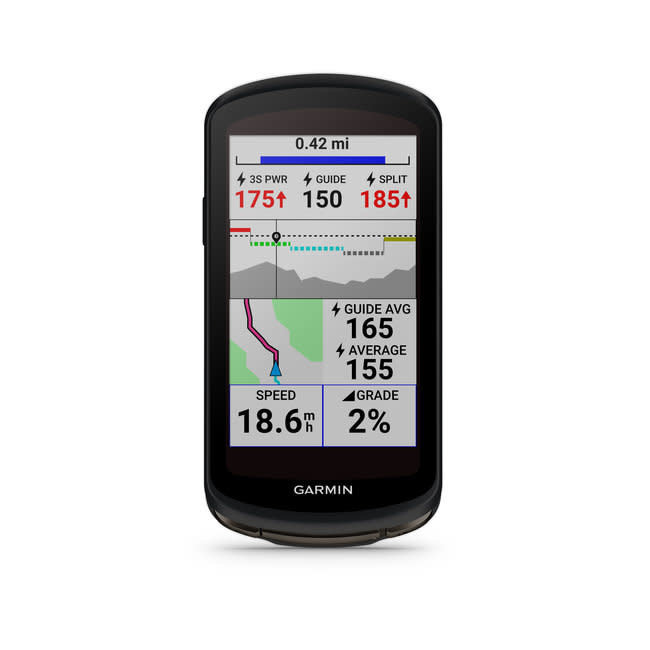 0.42 mi
3S PWR GUIDE SPLIT
175 150 185
GUIDE AVG
165
AVERAGE
155
SPEED GRADE
18.6 mh 2%
GARMIN